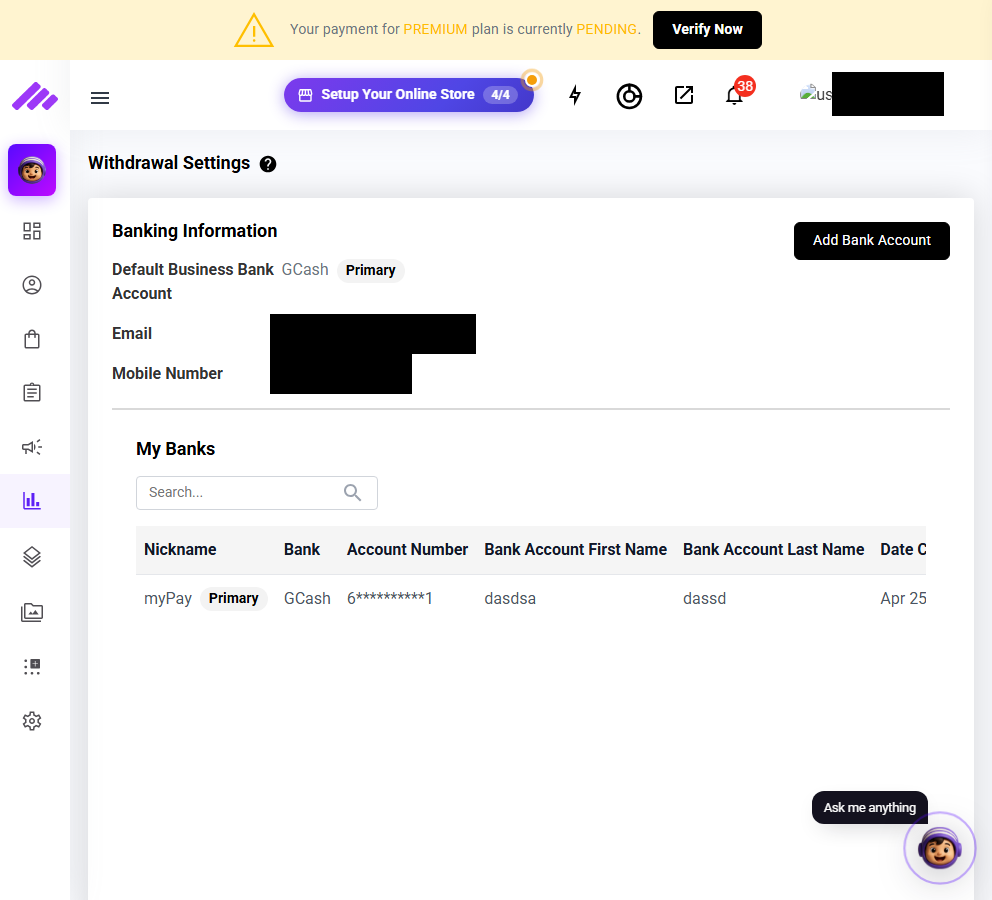 Your payment for PREMIUM plan is currently PENDING.
Verify Now
Setup Your Online Store 4/4
38
us
Withdrawal Settings ?
Banking Information
Add Bank Account
Default Business Bank Account GCash Primary
Email
Mobile Number
My Banks
Search...
Nickname Bank Account Number Bank Account First Name Bank Account Last Name Date C
myPay Primary GCash 6**********1 dasdsa dassd Apr 25
Ask me anything